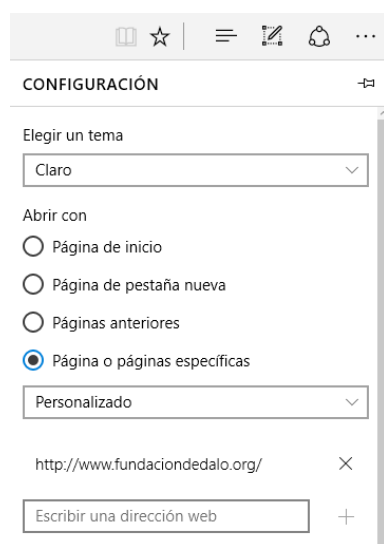 CONFIGURACIÓN
Elegir un tema
Claro
Abrir con
Página de inicio
Página de pestaña nueva
Páginas anteriores
Página o páginas específicas
Personalizado
http://www.fundaciondedalo.org/
Escribir una dirección web